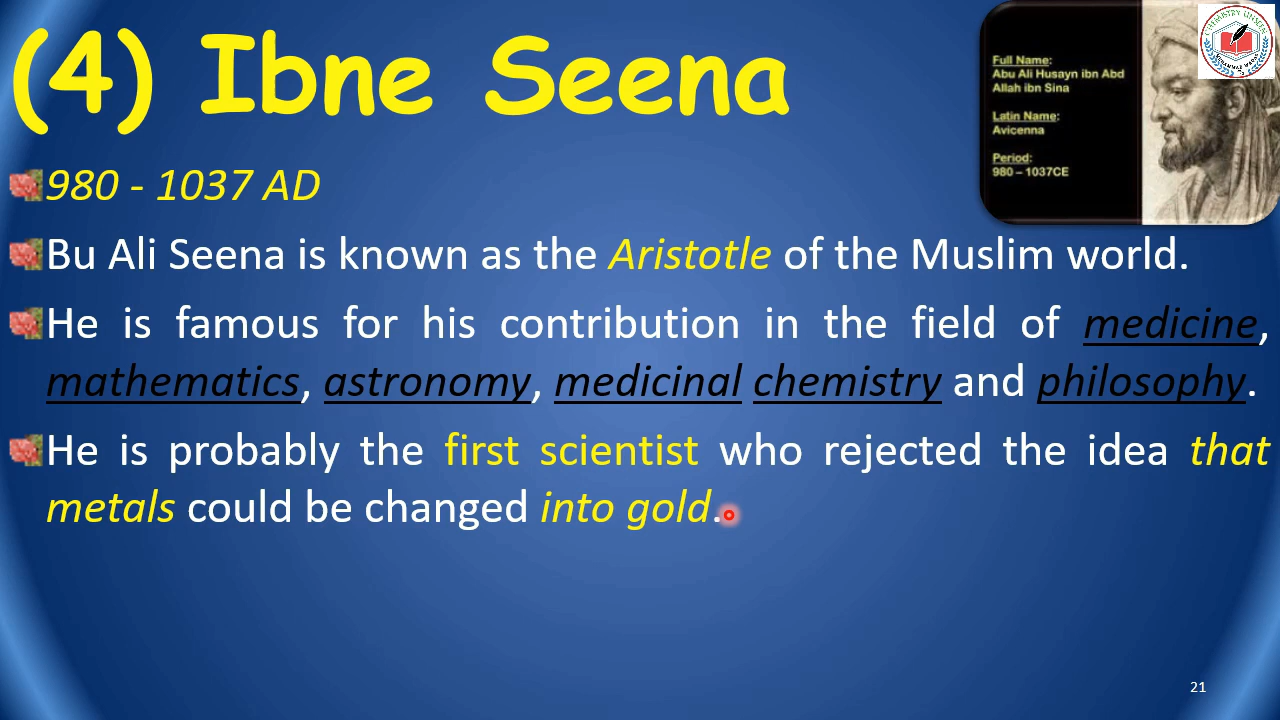 (4) Ibne Seena
Full Name:
Abu Ali Husayn ibn Abd
Allah ibn Sina
Latin Name:
Avicenna
Period:
980 – 1037CE
980 - 1037 AD
Bu Ali Seena is known as the Aristotle of the Muslim world.
He is famous for his contribution in the field of medicine,
mathematics, astronomy, medicinal chemistry and philosophy.
He is probably the first scientist who rejected the idea that
metals could be changed into gold.
21